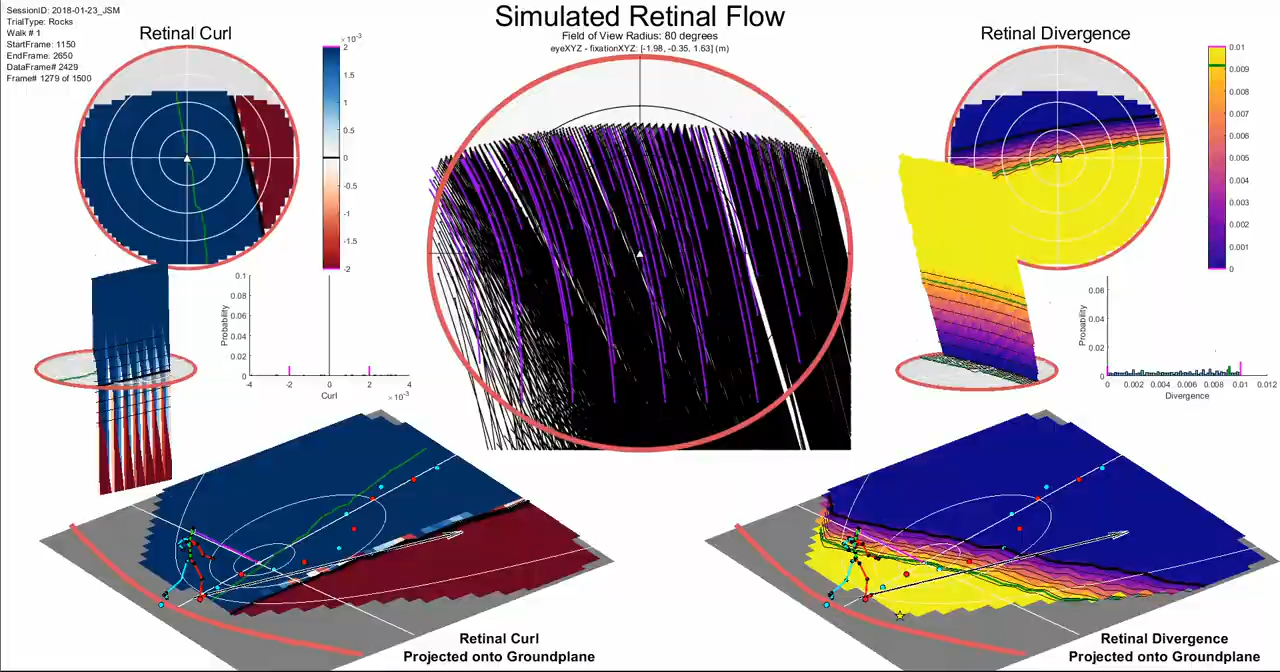 SessionID: 2018-01-23_JSM
TrialType: Rocks
Walk # 1
StartFrame: 1150
EndFrame: 2650
DataFrame# 2429
Frame# 1279 of 1500
Simulated Retinal Flow
Field of View Radius: 80 degrees
eyeXYZ - fixationXYZ: [-1.98, -0.35, 1.63] (m)
Retinal Curl
×10⁻³
2
1.5
1
0.5
0
-0.5
-1
-1.5
-2
Retinal Divergence
0.01
0.009
0.008
0.007
0.006
0.005
0.004
0.003
0.002
0.001
0
Probability
0.1
0.08
0.06
0.04
0.02
0
-4 -2 0 2 4
×10⁻³
Curl
Probability
0.06
0.04
0.02
0
0 0.002 0.004 0.006 0.008 0.01 0.012
Divergence
Retinal Curl
Projected onto Groundplane
Retinal Divergence
Projected onto Groundplane